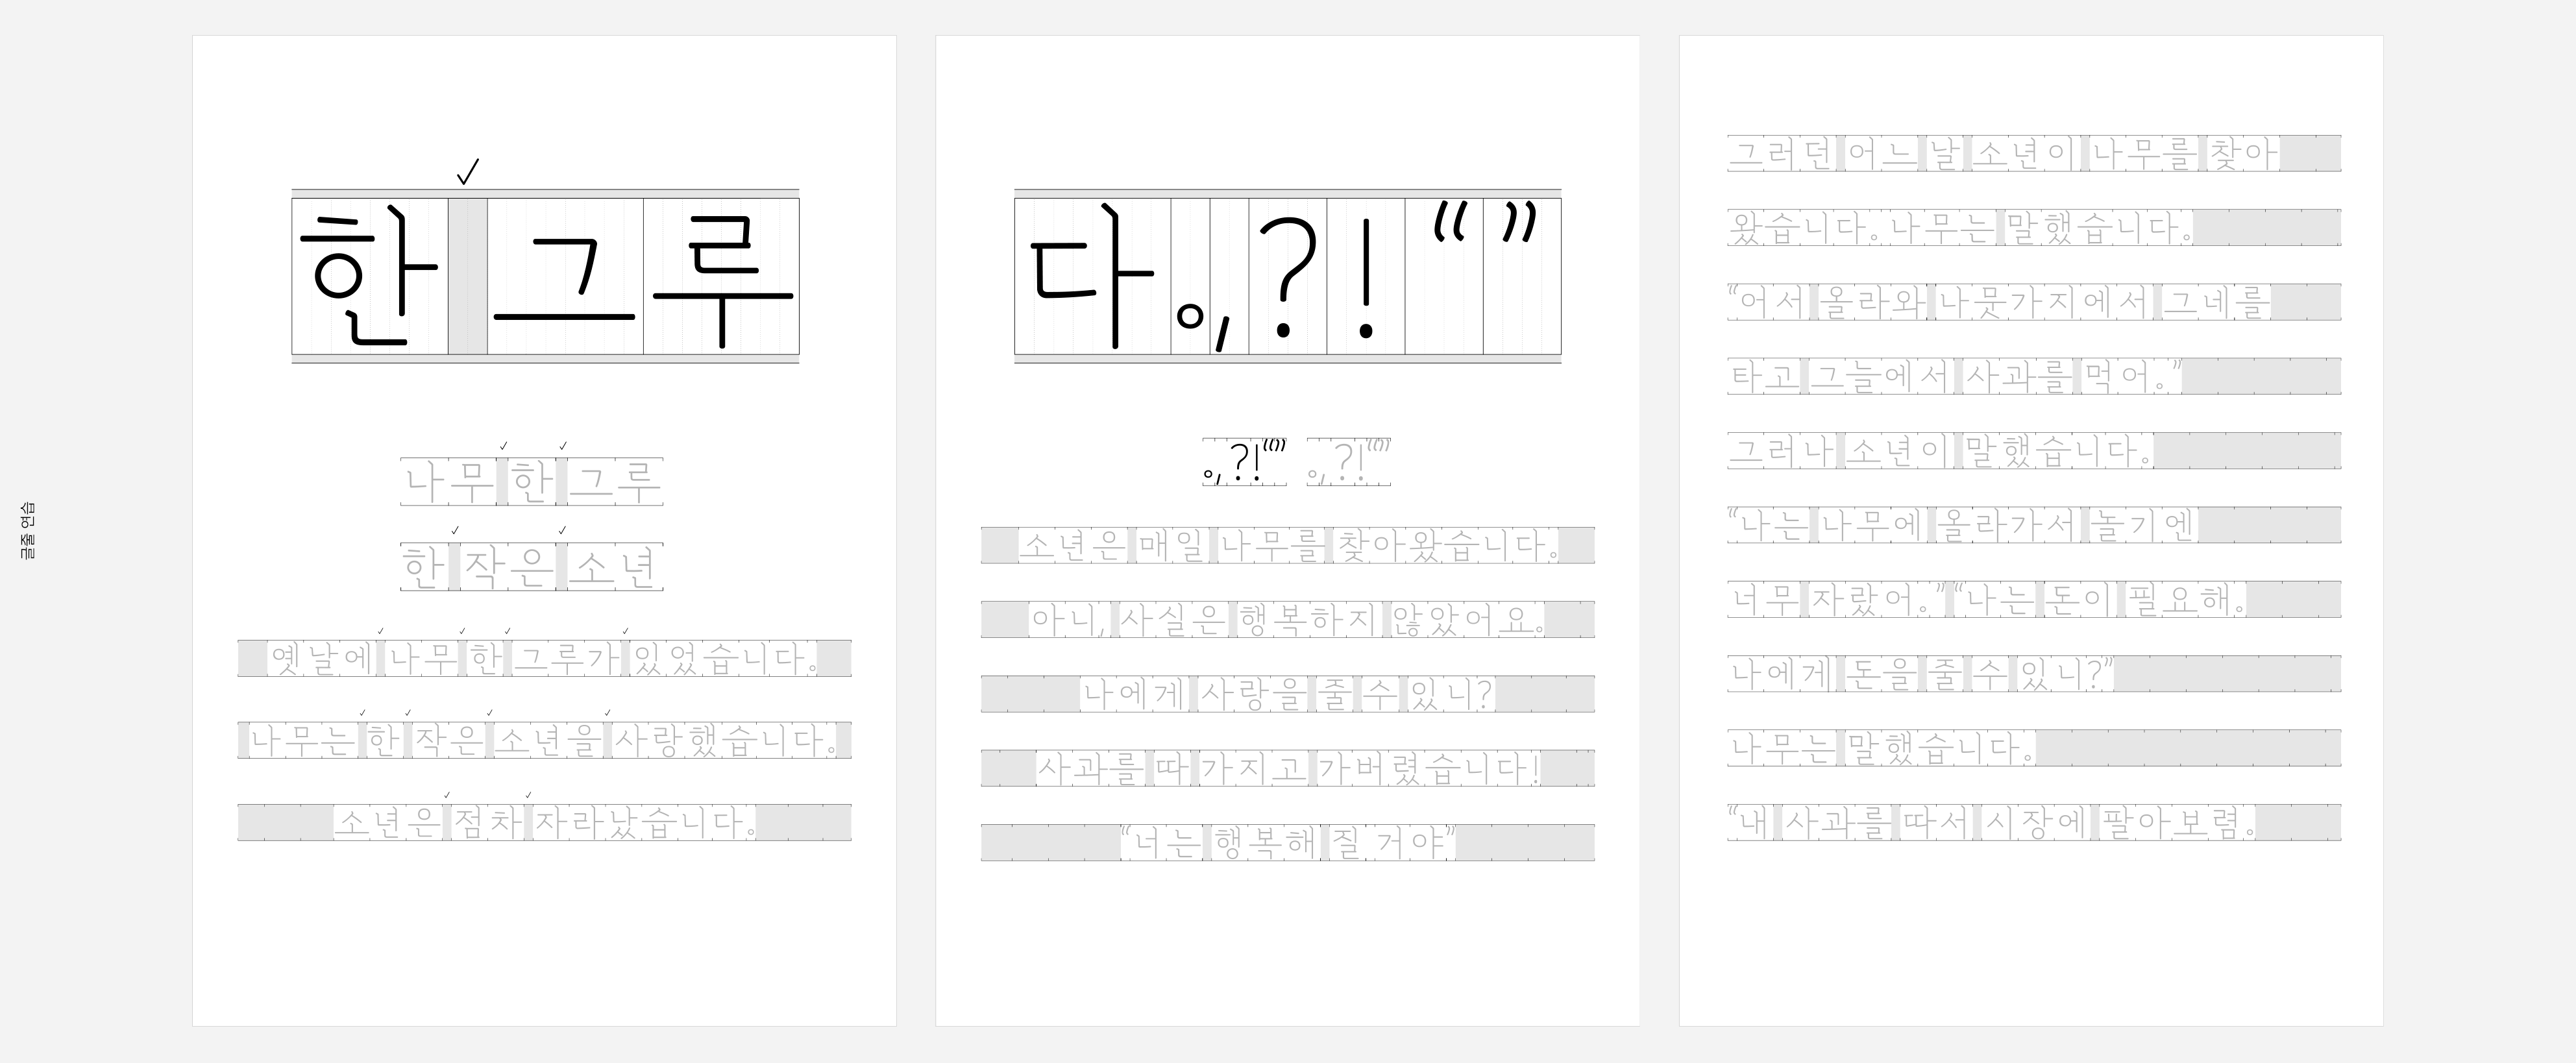 글줄 연습
한 그루
나무 한 그루
한 작은 소년
옛날에 나무 한 그루가 있었습니다.
나무는 한 작은 소년을 사랑했습니다.
소년은 점차 자라났습니다.
다.,?!“”
.,?!“” .,?!“”
소년은 매일 나무를 찾아왔습니다.
아니, 사실은 행복하지 않았어요.
나에게 사랑을 줄 수 있니?
사과를 따 가지고 가버렸습니다!
“너는 행복해 질 거야”
그러던 어느 날 소년이 나무를 찾아
왔습니다. 나무는 말했습니다.
“어서 올라와 나뭇가지에서 그네를
타고 그늘에서 사과를 먹어.”
그러나 소년이 말했습니다.
“나는 나무에 올라가서 놀기엔
너무 자랐어.” “나는 돈이 필요해.
나에게 돈을 줄 수 있니?”
나무는 말했습니다.
“내 사과를 따서 시장에 팔아보렴.